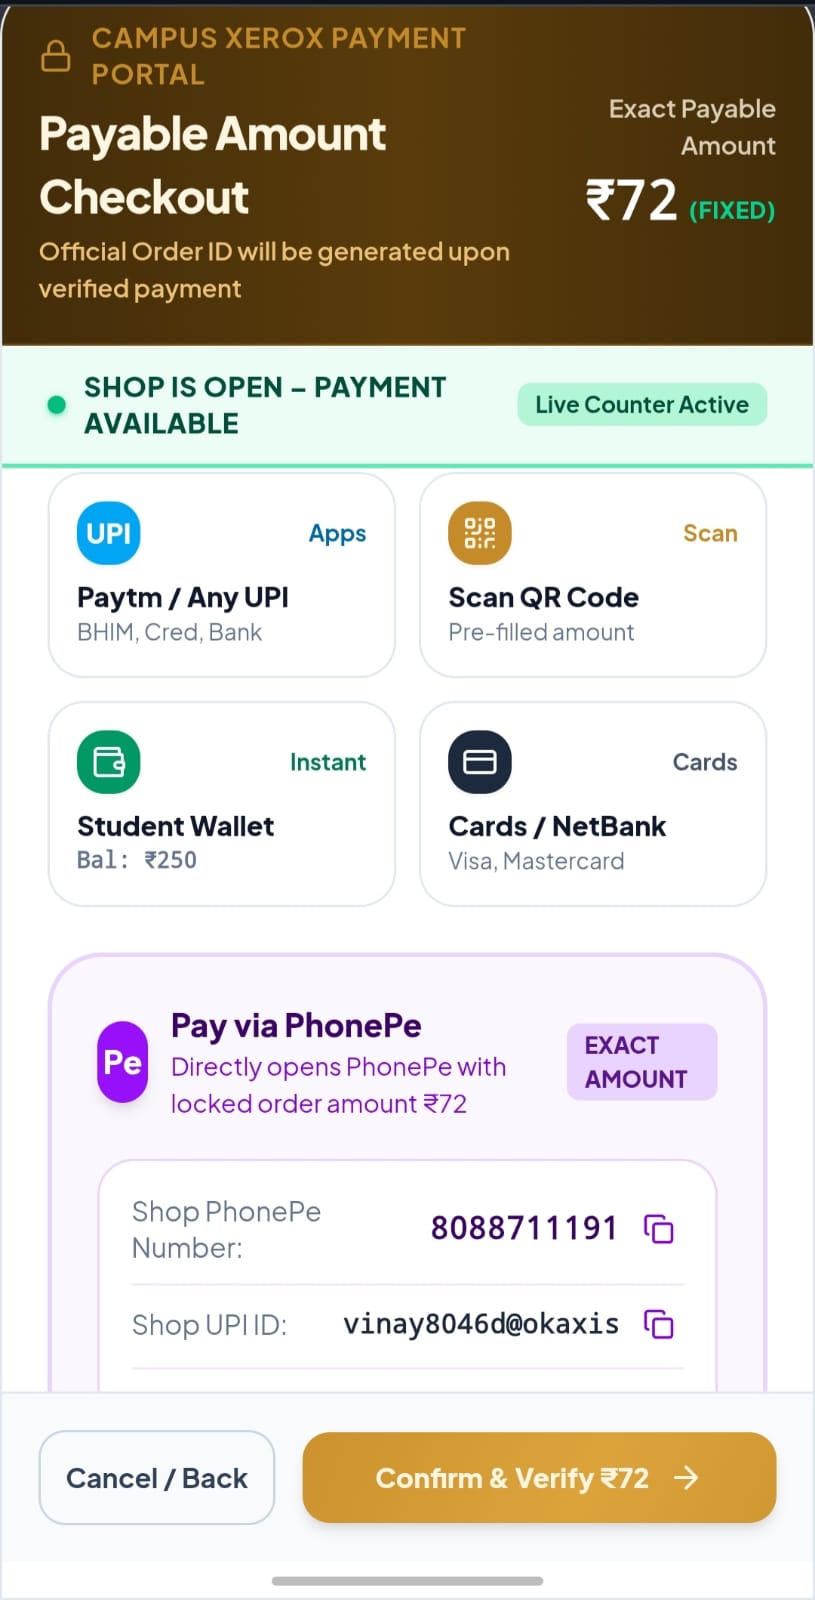 CAMPUS XEROX PAYMENT
PORTAL
Payable Amount
Checkout
Official Order ID will be generated upon
verified payment
Exact Payable
Amount
₹72 (FIXED)
SHOP IS OPEN – PAYMENT
AVAILABLE
Live Counter Active
UPI
Apps
Paytm / Any UPI
BHIM, Cred, Bank
Scan
Scan QR Code
Pre-filled amount
Instant
Student Wallet
Bal: ₹250
Cards
Cards / NetBank
Visa, Mastercard
Pe
Pay via PhonePe
Directly opens PhonePe with
locked order amount ₹72
EXACT
AMOUNT
Shop PhonePe
Number:
8088711191
Shop UPI ID:
vinay8046d@okaxis
Cancel / Back
Confirm & Verify ₹72